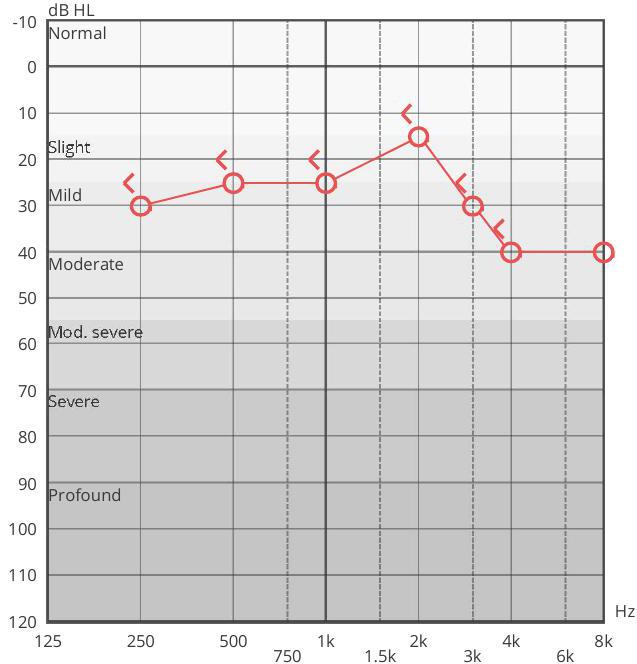 dB HL
-10
Normal
0
10
Slight
20
Mild
30
40
Moderate
50
Mod. severe
60
70
Severe
80
90
Profound
100
110
120
Hz
125 250 500 1k 2k 4k 8k
750 1.5k 3k 6k